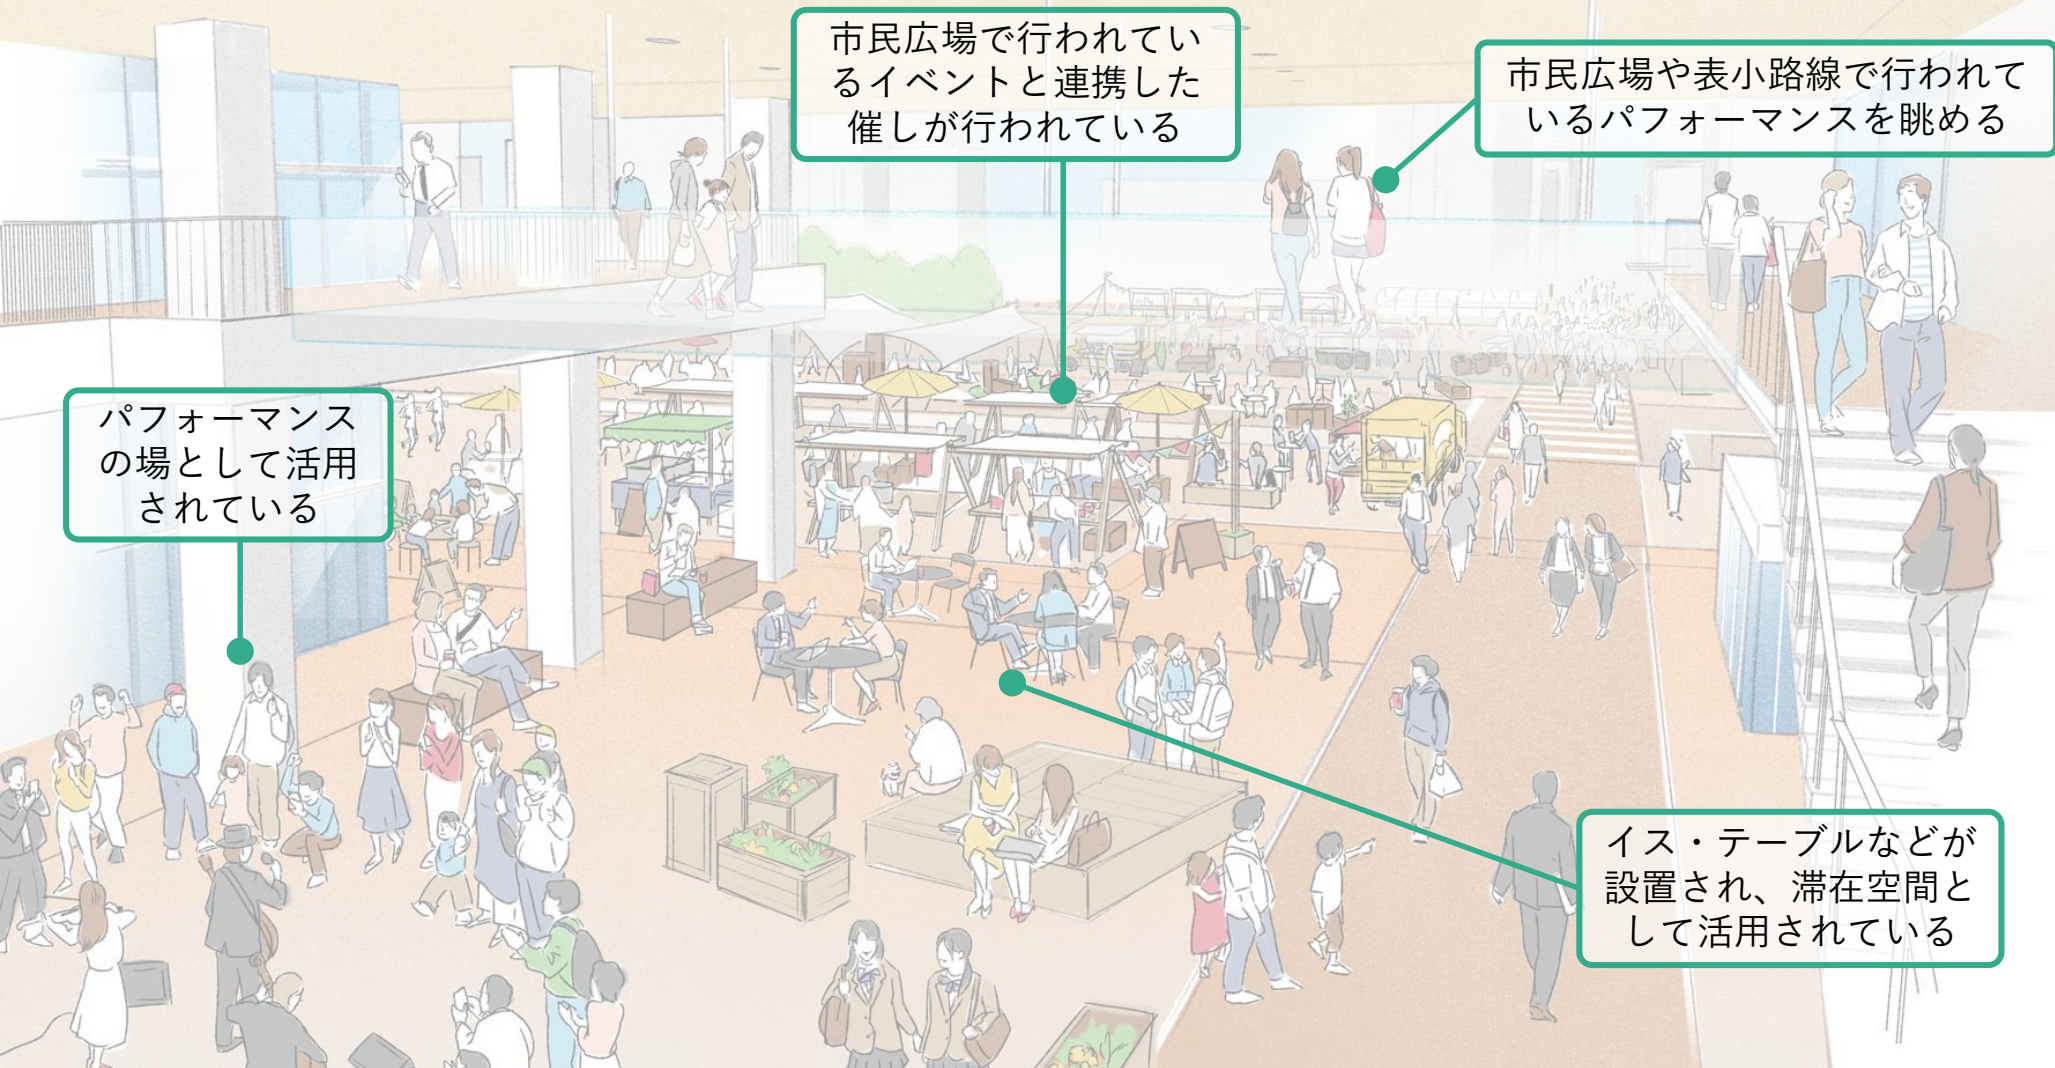 市民広場で行われてい
るイベントと連携した
催しが行われている
市民広場や表小路線で行われて
いるパフォーマンスを眺める
パフォーマンス
の場として活用
されている
イス・テーブルなどが
設置され、滞在空間と
して活用されている